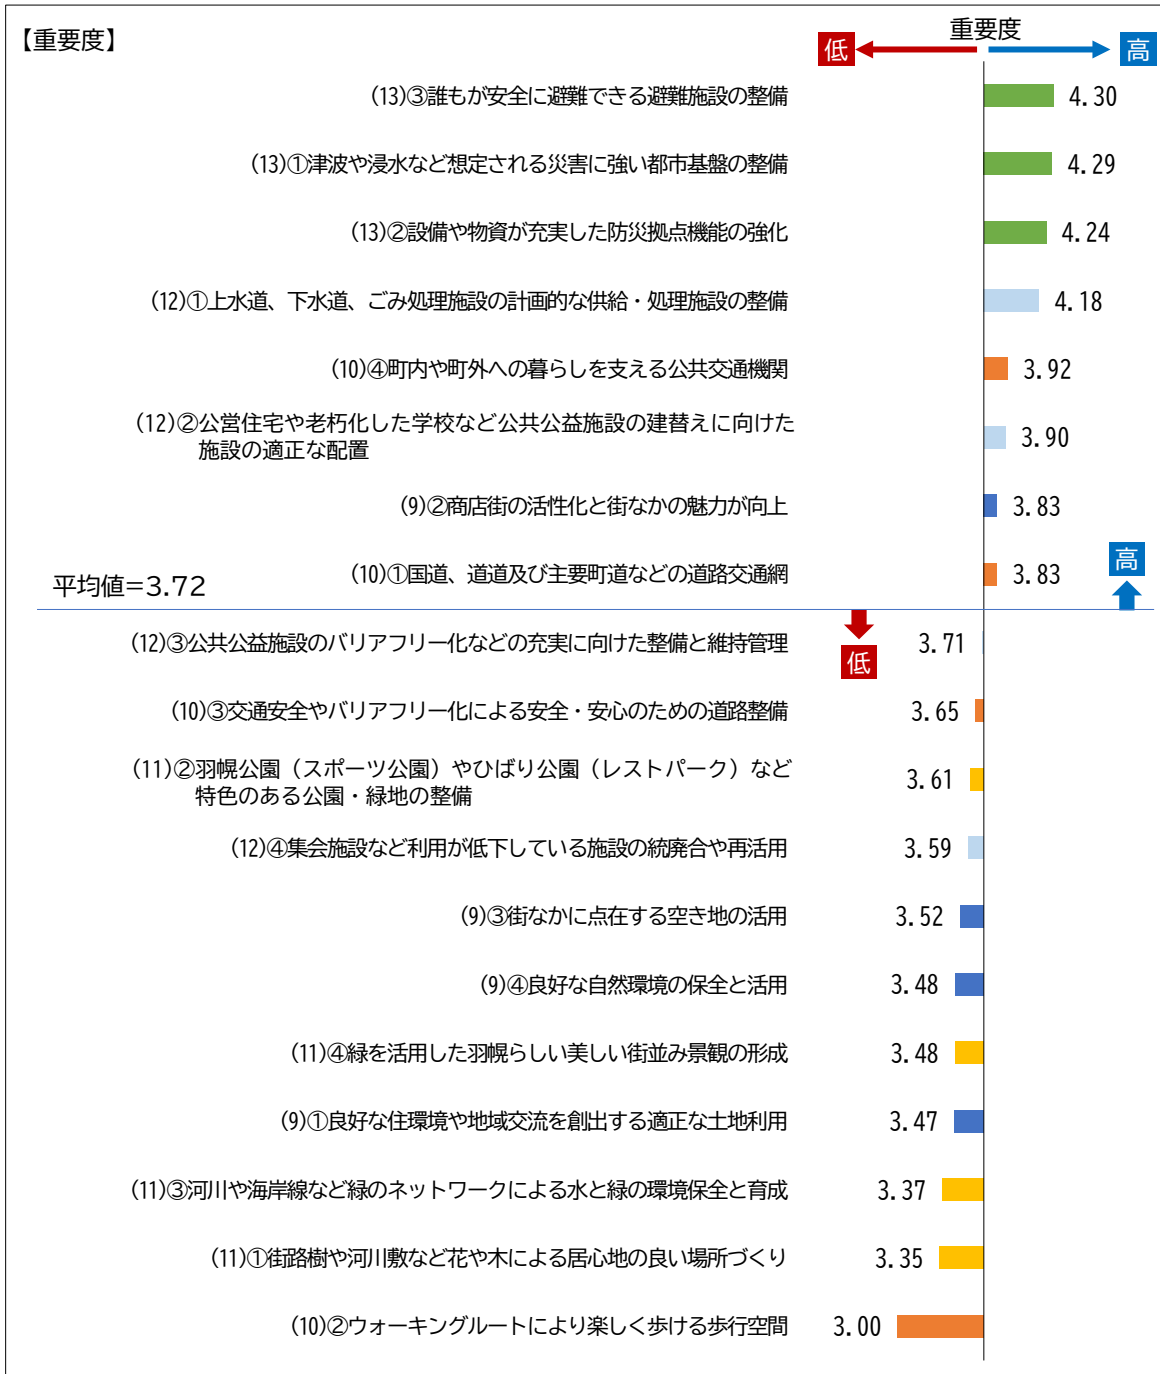 【重要度】
重要度
低
高
(13)③誰もが安全に避難できる避難施設の整備 4.30
(13)①津波や浸水など想定される災害に強い都市基盤の整備 4.29
(13)②設備や物資が充実した防災拠点機能の強化 4.24
(12)①上水道、下水道、ごみ処理施設の計画的な供給・処理施設の整備 4.18
(10)④町内や町外への暮らしを支える公共交通機関 3.92
(12)②公営住宅や老朽化した学校など公共公益施設の建替えに向けた
施設の適正な配置 3.90
(9)②商店街の活性化と街なかの魅力が向上 3.83
(10)①国道、道道及び主要町道などの道路交通網 3.83
高
平均値=3.72
(12)③公共公益施設のバリアフリー化などの充実に向けた整備と維持管理 3.71
低
(10)③交通安全やバリアフリー化による安全・安心のための道路整備 3.65
(11)②羽幌公園（スポーツ公園）やひばり公園（レストパーク）など
特色のある公園・緑地の整備 3.61
(12)④集会施設など利用が低下している施設の統廃合や再活用 3.59
(9)③街なかに点在する空き地の活用 3.52
(9)④良好な自然環境の保全と活用 3.48
(11)④緑を活用した羽幌らしい美しい街並み景観の形成 3.48
(9)①良好な住環境や地域交流を創出する適正な土地利用 3.47
(11)③河川や海岸線など緑のネットワークによる水と緑の環境保全と育成 3.37
(11)①街路樹や河川敷など花や木による居心地の良い場所づくり 3.35
(10)②ウォーキングルートにより楽しく歩ける歩行空間 3.00